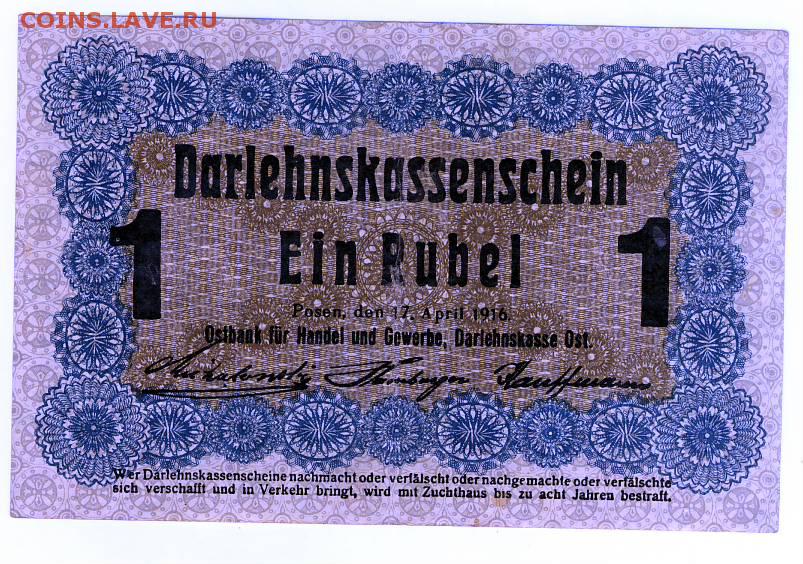 COINS.LAVE.RU
Darlehnskassenschein
1 Ein Rubel 1
Posen, den 17. April 1916
Ostbank für Handel und Gewerbe, Darlehnskasse Ost.
Kauffmann
Wer Darlehnskassenscheine nachmacht oder verfälscht oder nachgemachte oder verfälschte
sich verschafft und in Verkehr bringt, wird mit Zuchthaus bis zu acht Jahren bestraft.